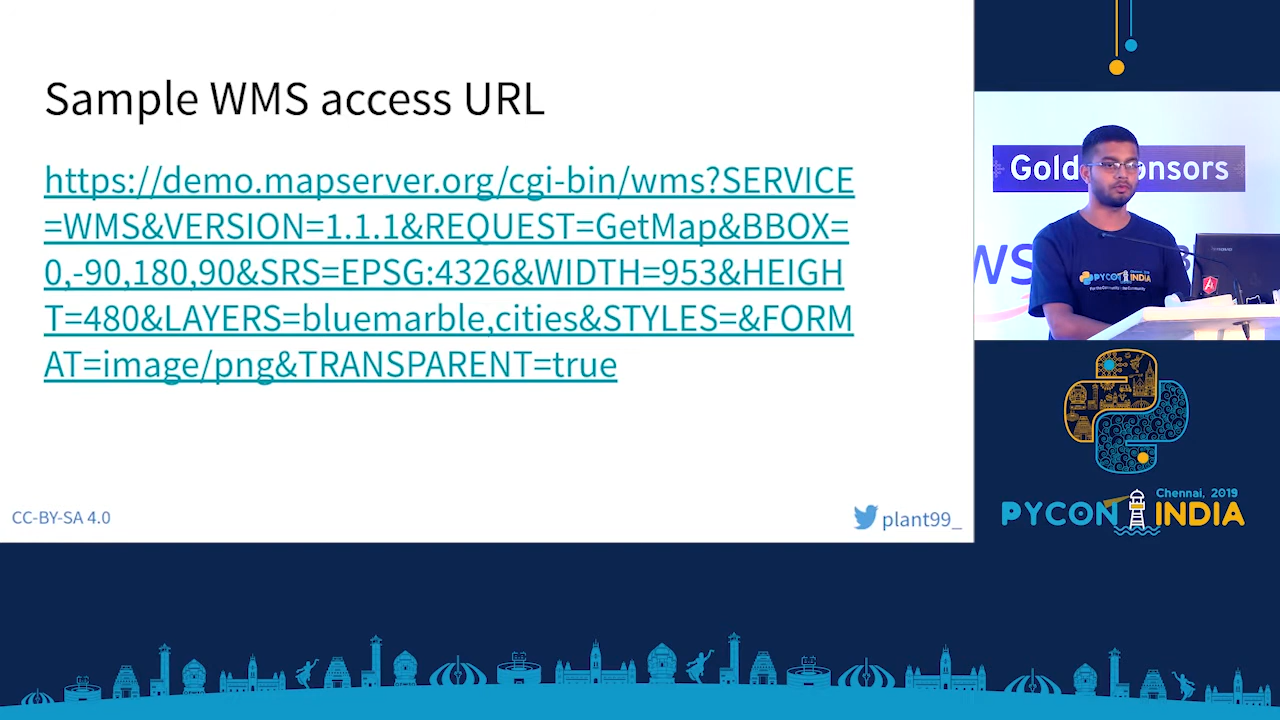 Sample WMS access URL
https://demo.mapserver.org/cgi-bin/wms?SERVICE
=WMS&VERSION=1.1.1&REQUEST=GetMap&BBOX=
0,-90,180,90&SRS=EPSG:4326&WIDTH=953&HEIGH
T=480&LAYERS=bluemarble,cities&STYLES=&FORM
AT=image/png&TRANSPARENT=true
CC-BY-SA 4.0
plant99_
PYCON INDIA
Chennai, 2019
PYCON INDIA